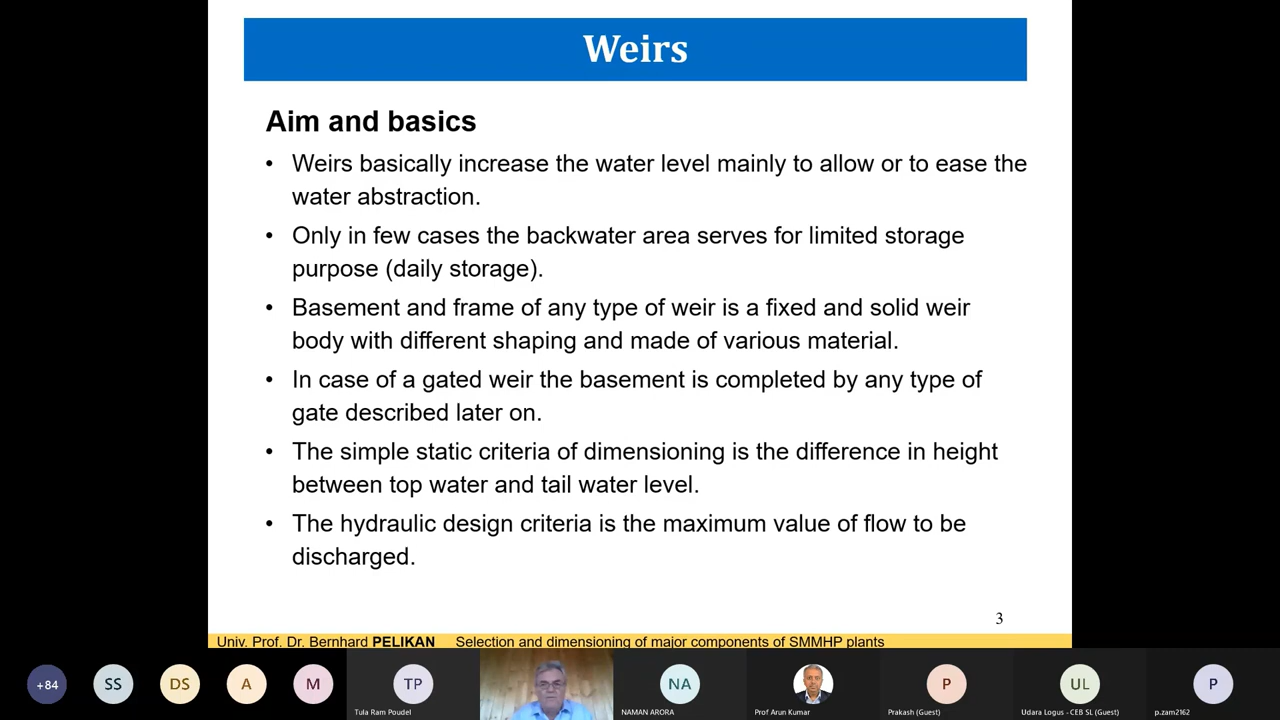 Weirs
Aim and basics
• Weirs basically increase the water level mainly to allow or to ease the
water abstraction.
• Only in few cases the backwater area serves for limited storage
purpose (daily storage).
• Basement and frame of any type of weir is a fixed and solid weir
body with different shaping and made of various material.
• In case of a gated weir the basement is completed by any type of
gate described later on.
• The simple static criteria of dimensioning is the difference in height
between top water and tail water level.
• The hydraulic design criteria is the maximum value of flow to be
discharged.
3
Univ. Prof. Dr. Bernhard PELIKAN Selection and dimensioning of major components of SMMHP plants
+84 SS DS A M TP NA P UL P
Tula Ram Poudel NAMAN ARORA Prof Arun Kumar Prakash (Guest) Udara Logus - CEB SL (Guest) p.zam2162